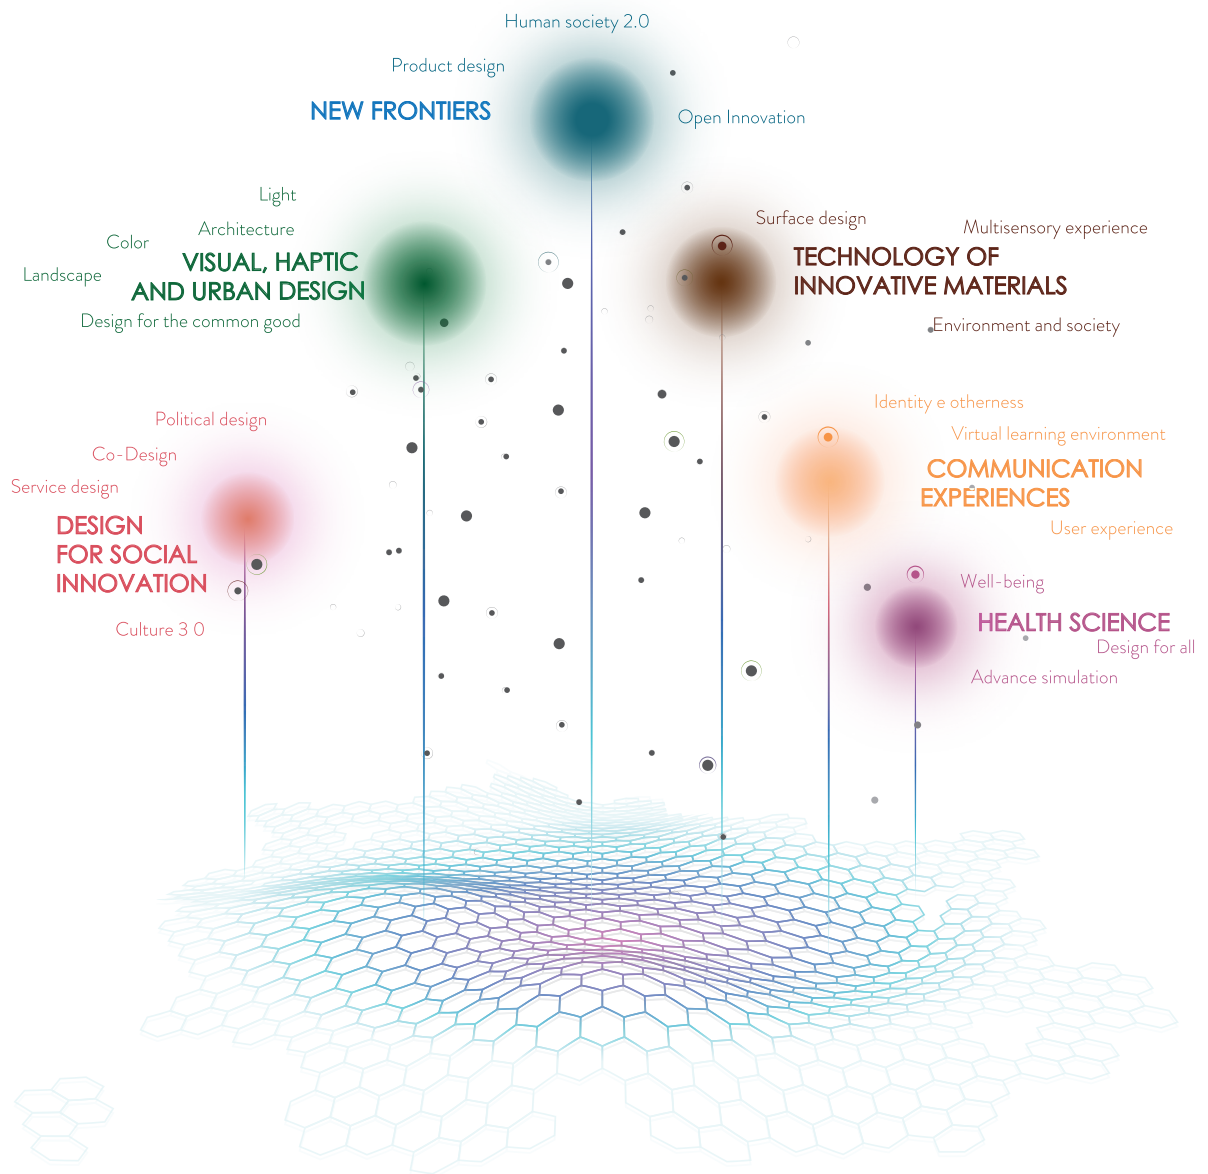 Human society 2.0
Product design
NEW FRONTIERS
Open Innovation
Light
Architecture
Color
VISUAL, HAPTIC
Landscape
AND URBAN DESIGN
Design for the common good
Surface design
Multisensory experience
TECHNOLOGY OF
INNOVATIVE MATERIALS
Environment and society
Political design
Co-Design
Service design
DESIGN
FOR SOCIAL
INNOVATION
Culture 3 0
Identity e otherness
Virtual learning environment
COMMUNICATION
EXPERIENCES
User experience
Well-being
HEALTH SCIENCE
Design for all
Advance simulation